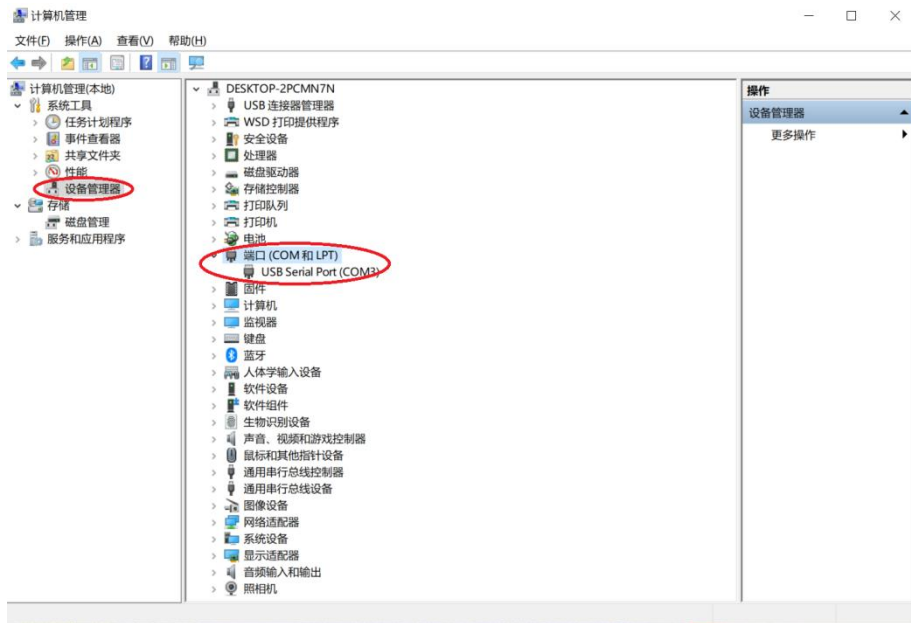 计算机管理
文件(F) 操作(A) 查看(V) 帮助(H)
计算机管理(本地)
系统工具
任务计划程序
事件查看器
共享文件夹
性能
设备管理器
存储
磁盘管理
服务和应用程序
DESKTOP-2PCMN7N
USB 连接器管理器
WSD 打印提供程序
安全设备
处理器
磁盘驱动器
存储控制器
打印队列
打印机
电池
端口 (COM 和 LPT)
USB Serial Port (COM3)
固件
计算机
监视器
键盘
蓝牙
人体学输入设备
软件设备
软件组件
生物识别设备
声音、视频和游戏控制器
鼠标和其他指针设备
通用串行总线控制器
通用串行总线设备
图像设备
网络适配器
系统设备
显示适配器
音频输入和输出
照相机
操作
设备管理器
更多操作